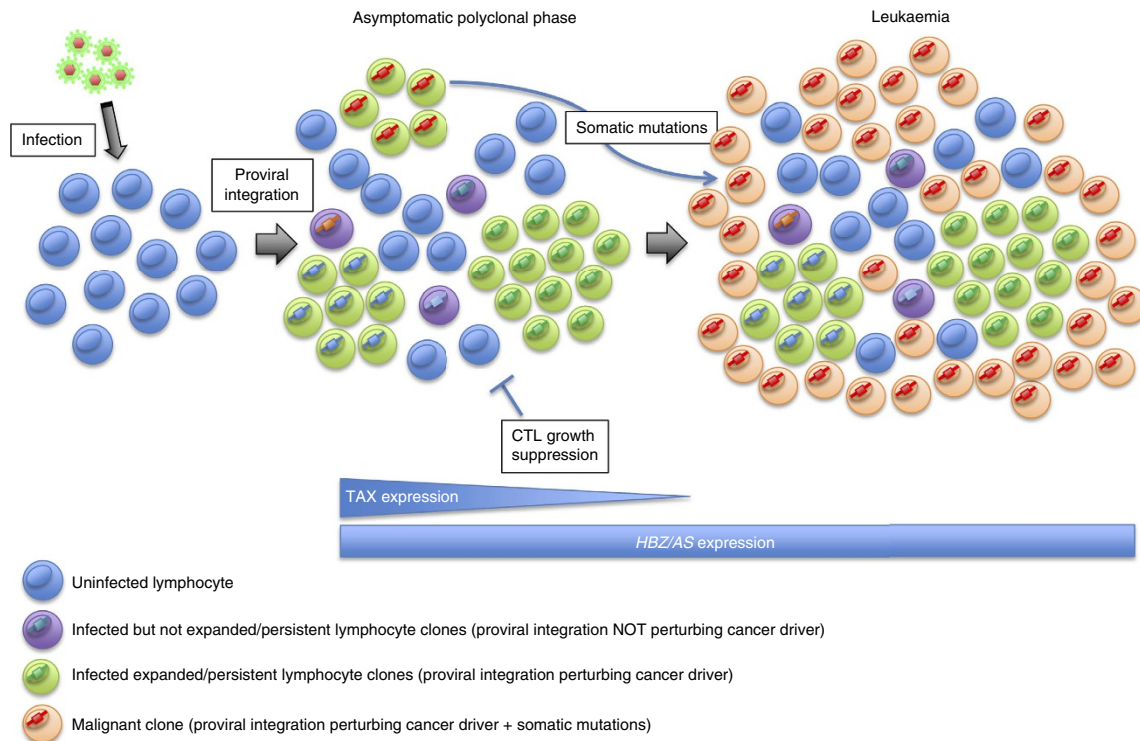 Asymptomatic polyclonal phase
Leukaemia
Infection
Somatic mutations
Proviral
integration
CTL growth
suppression
TAX expression
HBZ/AS expression
Uninfected lymphocyte
Infected but not expanded/persistent lymphocyte clones (proviral integration NOT perturbing cancer driver)
Infected expanded/persistent lymphocyte clones (proviral integration perturbing cancer driver)
Malignant clone (proviral integration perturbing cancer driver + somatic mutations)